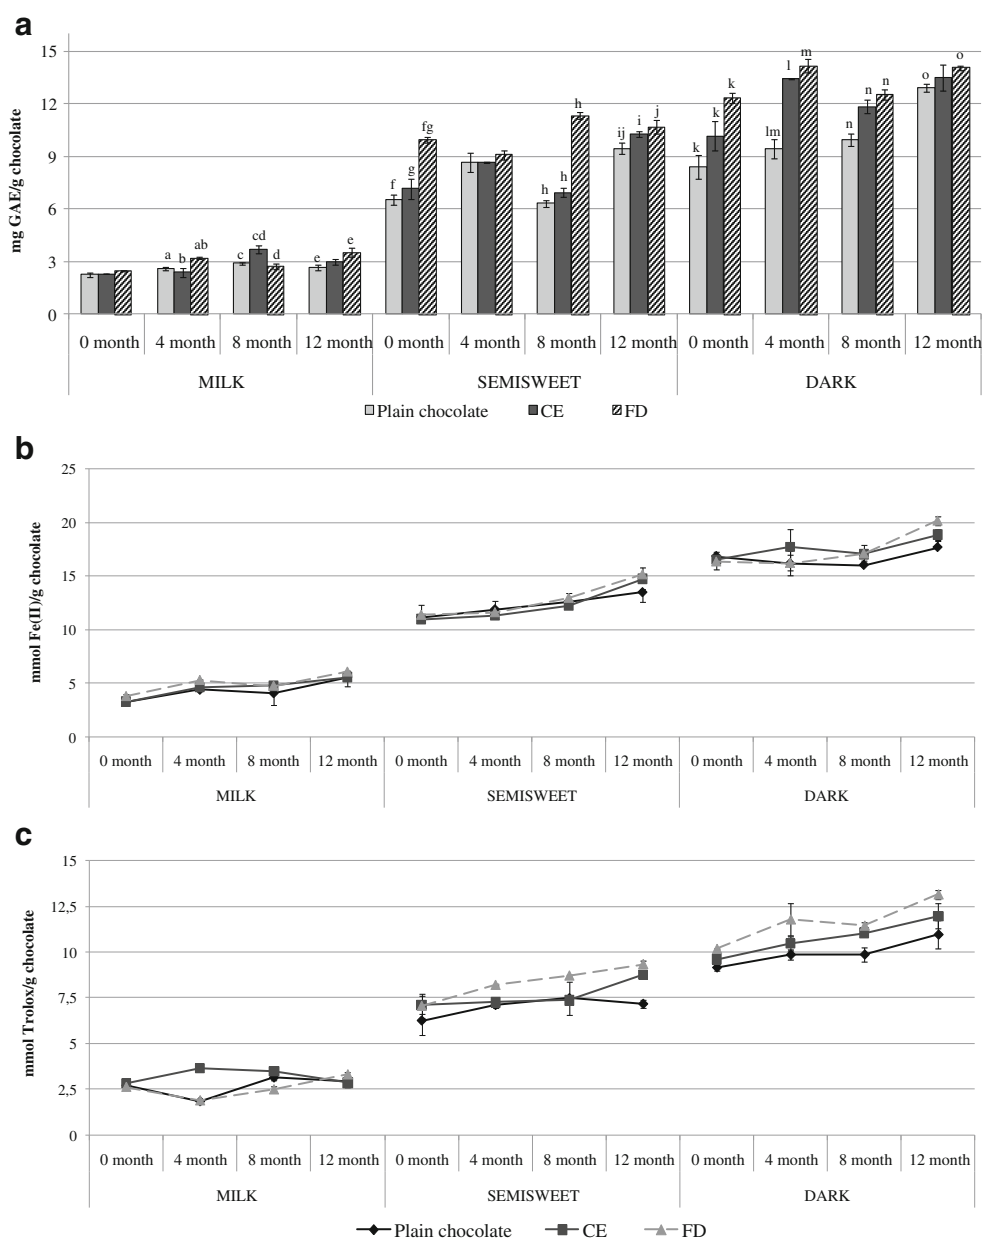 a
mg GAE/g chocolate
15
12
9
6
3
0
a b ab
c cd d
e e
f g fg
h h h
ij i j
k k k
lm l m
n n n
o o
0 month 4 month 8 month 12 month 0 month 4 month 8 month 12 month 0 month 4 month 8 month 12 month
MILK SEMISWEET DARK
Plain chocolate CE FD
b
mmol Fe(II)/g chocolate
25
20
15
10
5
0
0 month 4 month 8 month 12 month 0 month 4 month 8 month 12 month 0 month 4 month 8 month 12 month
MILK SEMISWEET DARK
c
mmol Trolox/g chocolate
15
12,5
10
7,5
5
2,5
0
0 month 4 month 8 month 12 month 0 month 4 month 8 month 12 month 0 month 4 month 8 month 12 month
MILK SEMISWEET DARK
Plain chocolate CE FD